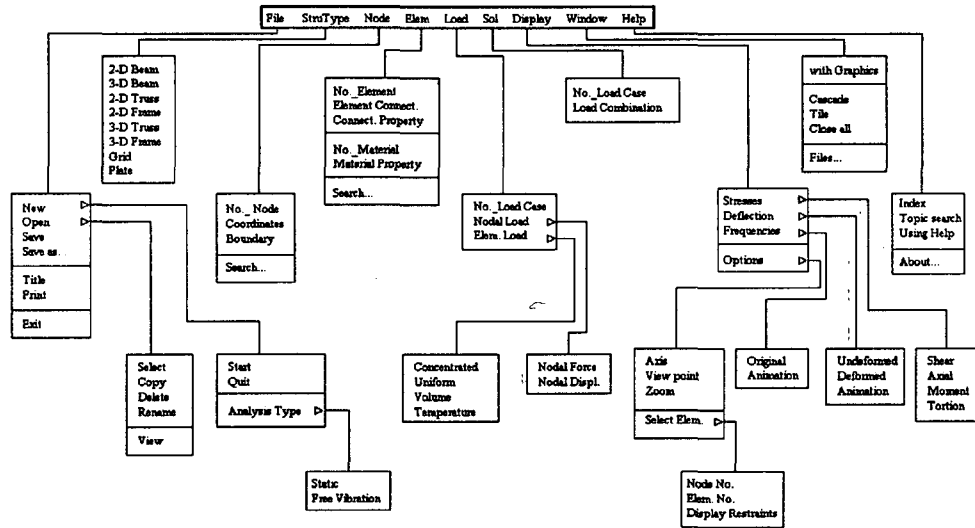 File StruType Node Elem Load Sol Display Window Help
2-D Beam
3-D Beam
2-D Truss
2-D Frame
3-D Truss
3-D Frame
Grid
Plate
No._Element
Element Connect.
Connect. Property
No._Material
Material Property
Search...
No._Load Case
Load Combination
with Graphics
Cascade
Tile
Close all
Files...
New
Open
Save
Save as...
Title
Print
Exit
No._ Node
Coordinates
Boundary
Search...
No._Load Case
Nodal Load
Elem. Load
Stresses
Deflection
Frequencies
Options
Index
Topic search
Using Help
About...
Select
Copy
Delete
Rename
View
Start
Quit
Analysis Type
Concentrated
Uniform
Volume
Temperature
Nodal Force
Nodal Displ.
Axis
View point
Zoom
Select Elem.
Original
Animation
Undeformed
Deformed
Animation
Shear
Axial
Moment
Tortion
Static
Free Vibration
Node No.
Elem. No.
Display Restraints